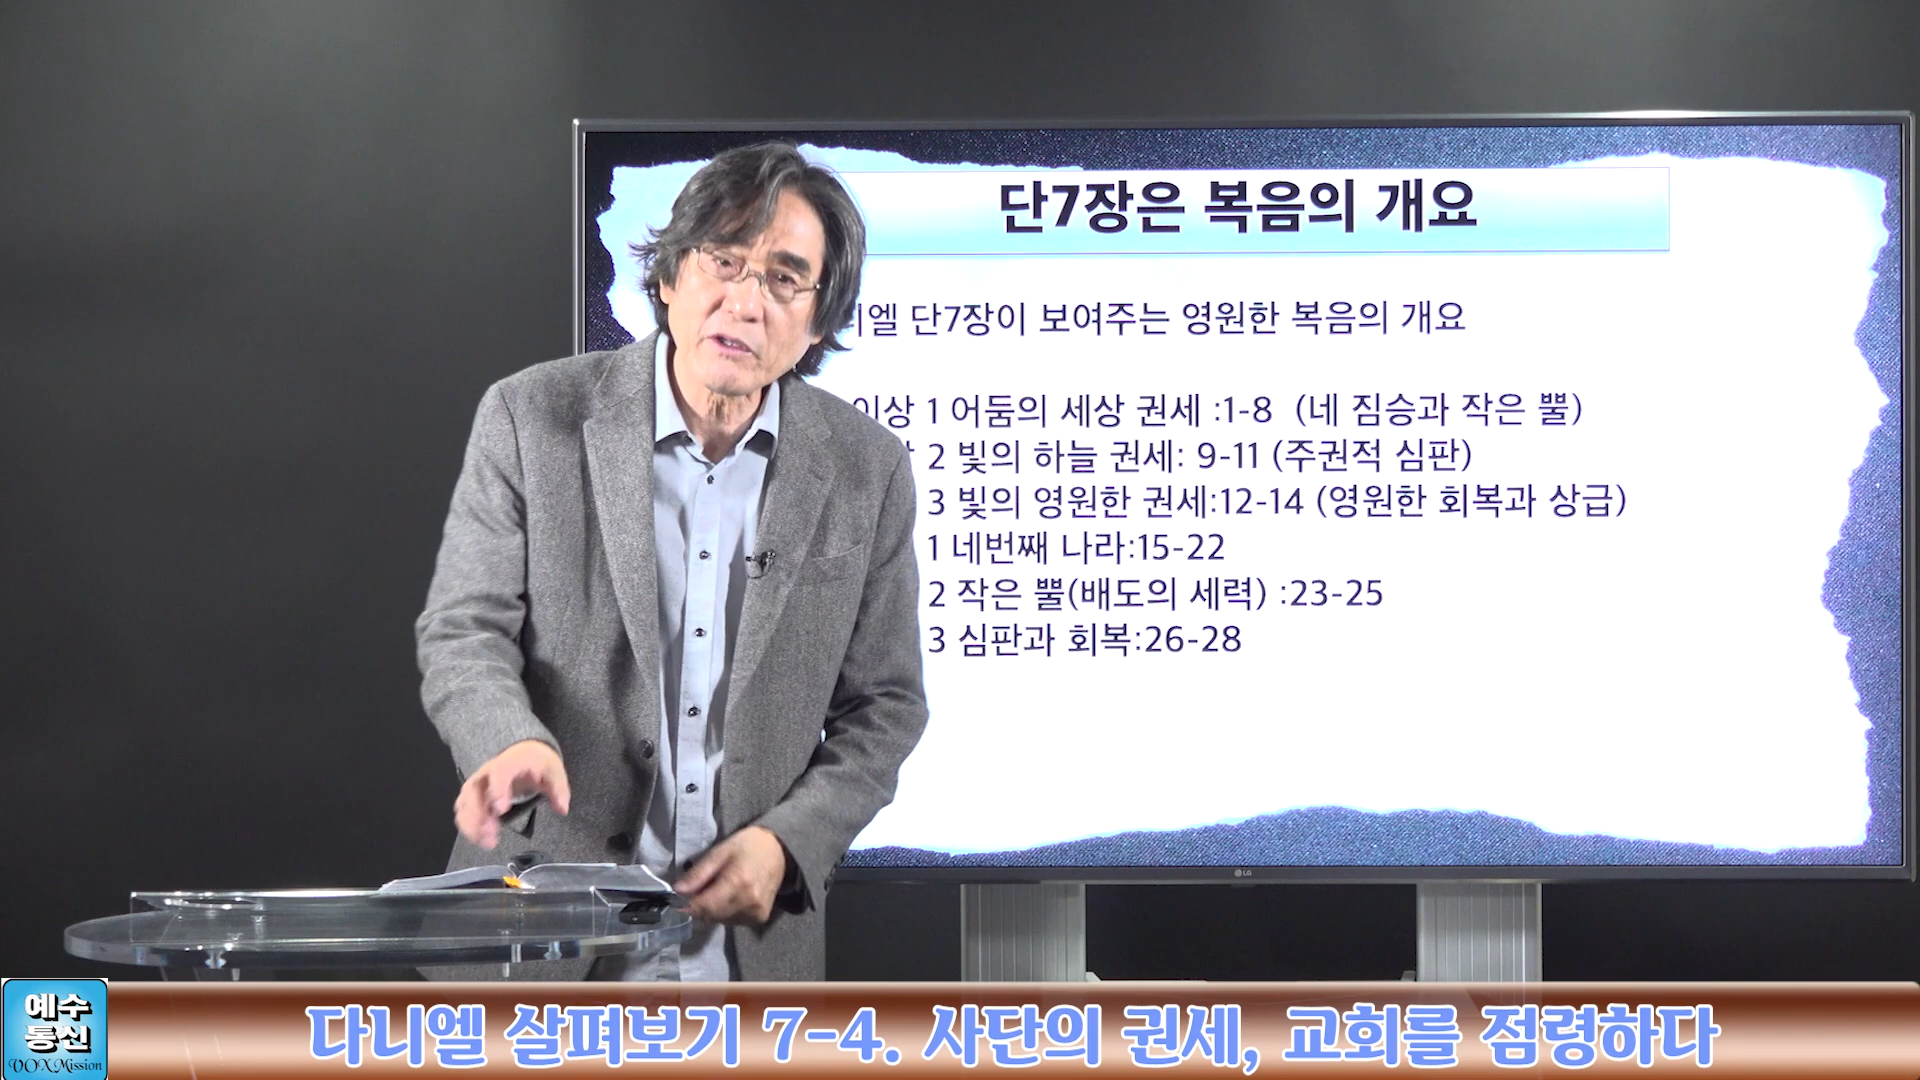 단7장은 복음의 개요
니엘 단7장이 보여주는 영원한 복음의 개요
이상 1 어둠의 세상 권세 :1-8 (네 짐승과 작은 뿔)
2 빛의 하늘 권세: 9-11 (주권적 심판)
3 빛의 영원한 권세:12-14 (영원한 회복과 상급)
1 네번째 나라:15-22
2 작은 뿔(배도의 세력) :23-25
3 심판과 회복:26-28
LG
예수
통신
VOXMission
다니엘 살펴보기 7-4. 사단의 권세, 교회를 점령하다